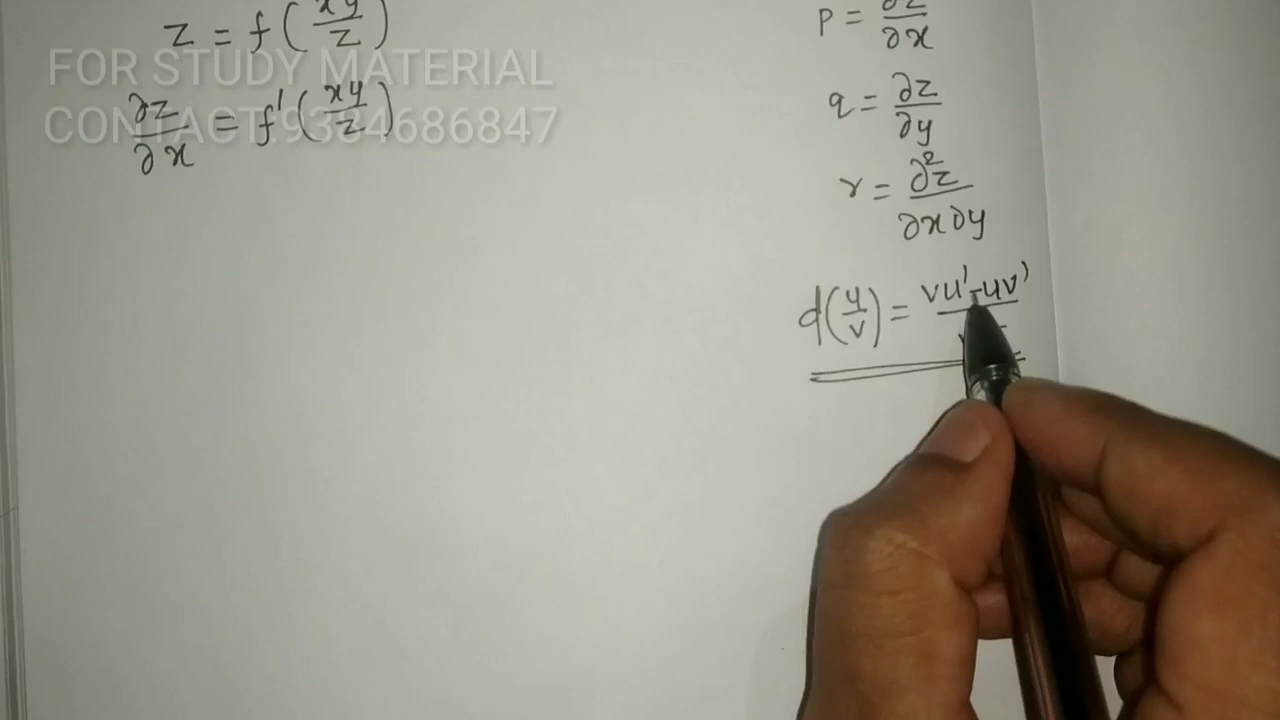 z = f(xy/z)
FOR STUDY MATERIAL
∂z/∂x = f'(xy/z)
p = ∂z/∂x
q = ∂z/∂y
r = ∂²z/∂x∂y
d(u/v) = vu'-uv'